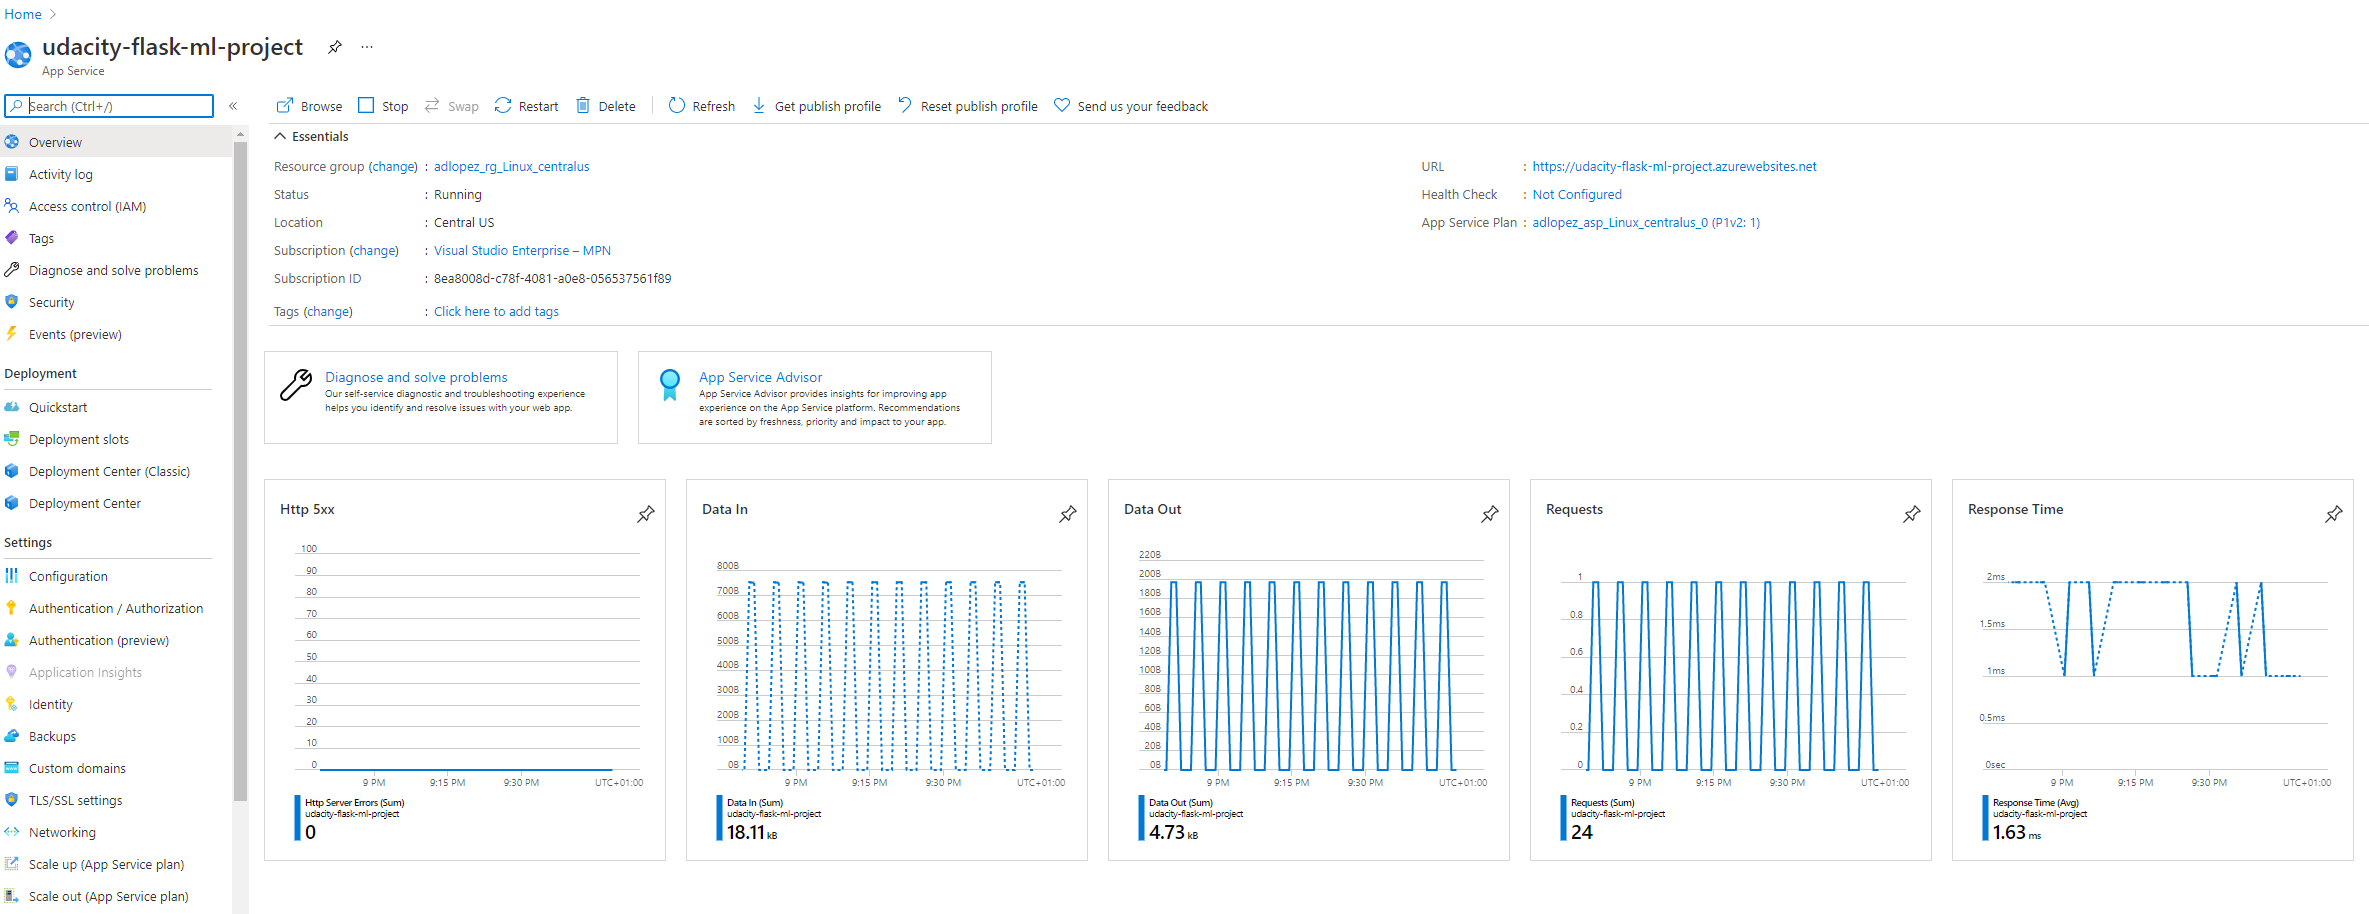 Home
udacity-flask-ml-project
App Service
Search (Ctrl+/)
Overview
Activity log
Access control (IAM)
Tags
Diagnose and solve problems
Security
Events (preview)
Deployment
Quickstart
Deployment slots
Deployment Center (Classic)
Deployment Center
Settings
Configuration
Authentication / Authorization
Authentication (preview)
Application Insights
Identity
Backups
Custom domains
TLS/SSL settings
Networking
Scale up (App Service plan)
Scale out (App Service plan)
Browse Stop Swap Restart Delete Refresh Get publish profile Reset publish profile Send us your feedback
Essentials
Resource group (change) : adlopez_rg_Linux_centralus
Status : Running
Location : Central US
Subscription (change) : Visual Studio Enterprise – MPN
Subscription ID : 8ea8008d-c78f-4081-a0e8-056537561f89
Tags (change) : Click here to add tags
URL : https://udacity-flask-ml-project.azurewebsites.net
Health Check : Not Configured
App Service Plan : adlopez_asp_Linux_centralus_0 (P1v2: 1)
Diagnose and solve problems
Our self-service diagnostic and troubleshooting experience
helps you identify and resolve issues with your web app.
App Service Advisor
App Service Advisor provides insights for improving app
experience on the App Service platform. Recommendations
are sorted by freshness, priority and impact to your app.
Http 5xx
100
90
80
70
60
50
40
30
20
10
0
9 PM 9:15 PM 9:30 PM UTC+01:00
Http Server Errors (Sum)
udacity-flask-ml-project
0
Data In
800B
700B
600B
500B
400B
300B
200B
100B
0B
9 PM 9:15 PM 9:30 PM UTC+01:00
Data In (Sum)
udacity-flask-ml-project
18.11 kB
Data Out
220B
200B
180B
160B
140B
120B
100B
80B
60B
40B
20B
0B
9 PM 9:15 PM 9:30 PM UTC+01:00
Data Out (Sum)
udacity-flask-ml-project
4.73 kB
Requests
1
0.8
0.6
0.4
0.2
0
9 PM 9:15 PM 9:30 PM UTC+01:00
Requests (Sum)
udacity-flask-ml-project
24
Response Time
2ms
1.5ms
1ms
0.5ms
0sec
9 PM 9:15 PM 9:30 PM UTC+01:00
Response Time (Avg)
udacity-flask-ml-project
1.63 ms